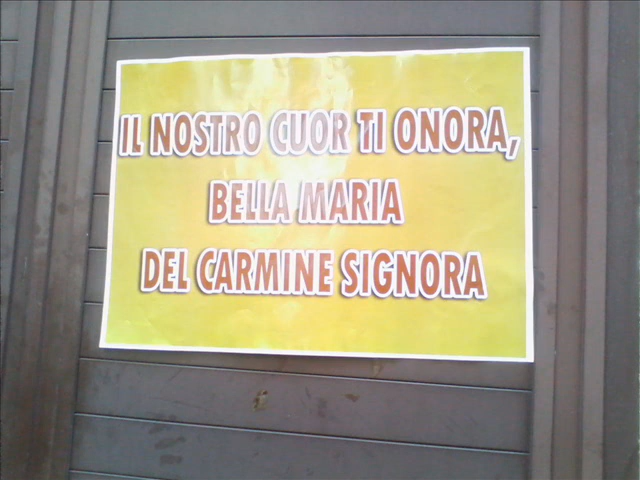 IL NOSTRO CUOR TI ONORA,
BELLA MARIA
DEL CARMINE SIGNORA